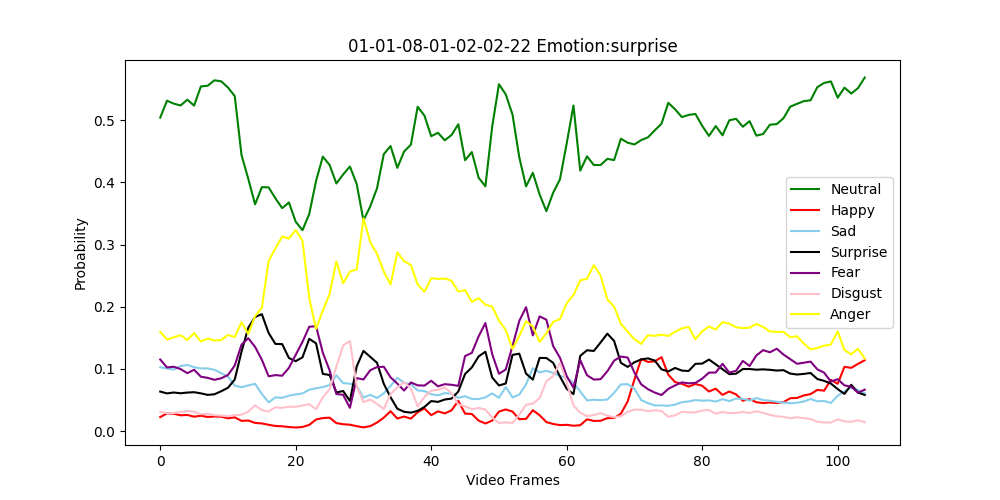 01-01-08-01-02-02-22 Emotion:surprise
Probability
0.5
0.4
0.3
0.2
0.1
0.0
Neutral
Happy
Sad
Surprise
Fear
Disgust
Anger
0 20 40 60 80 100
Video Frames